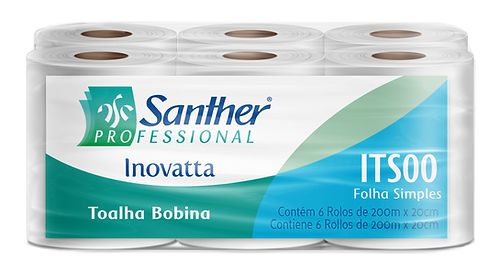 Santher®
PROFESSIONAL
Inovatta
Toalha Bobina
ITS00
Folha Simples
Contém 6 Rolos de 200m x 20cm
Contiene 6 Rollos de 200m x 20cm